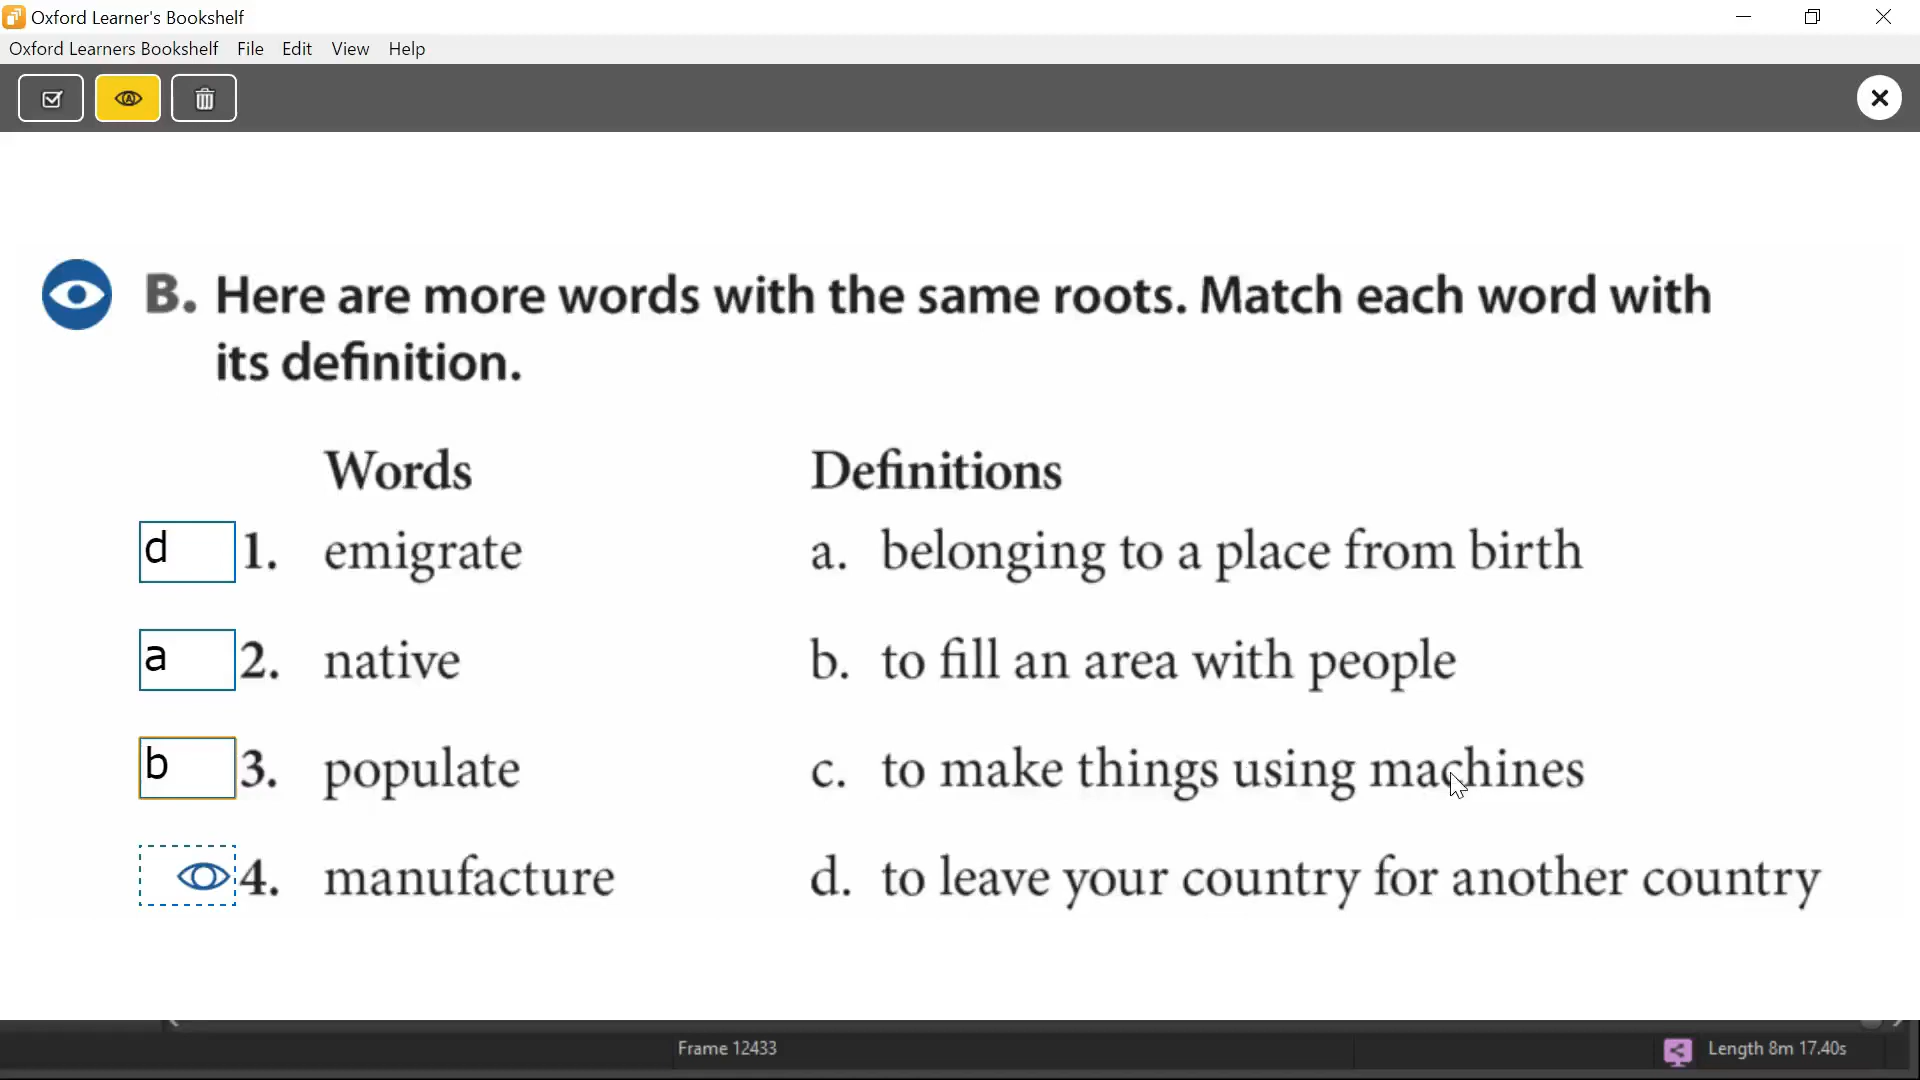 Oxford Learner's Bookshelf
Oxford Learners Bookshelf File Edit View Help
B. Here are more words with the same roots. Match each word with
its definition.
Words Definitions
d 1. emigrate a. belonging to a place from birth
a 2. native b. to fill an area with people
b 3. populate c. to make things using machines
4. manufacture d. to leave your country for another country
Frame 12433 Length 8m 17.40s